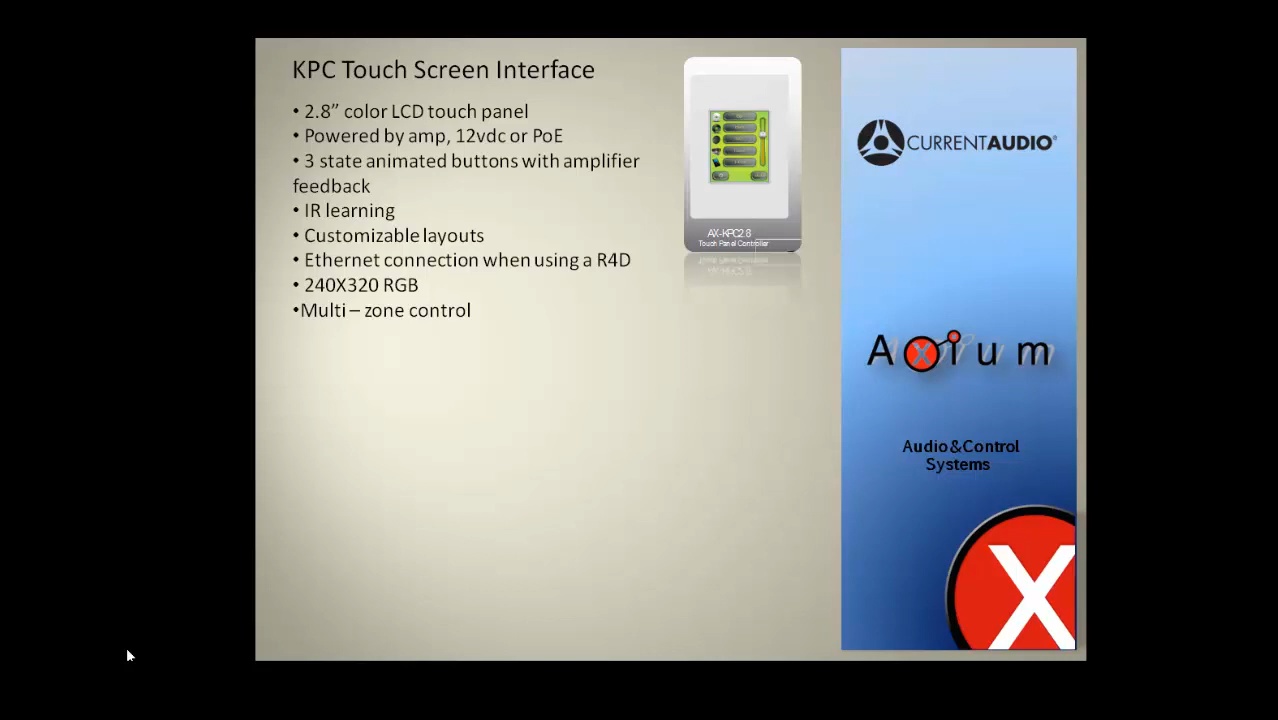 KPC Touch Screen Interface
• 2.8” color LCD touch panel
• Powered by amp, 12vdc or PoE
• 3 state animated buttons with amplifier
feedback
• IR learning
• Customizable layouts
• Ethernet connection when using a R4D
• 240X320 RGB
•Multi – zone control
AX-KPC2.8
Touch Panel Controller
CURRENTAUDIO®
Axium
Audio&Control
Systems
X